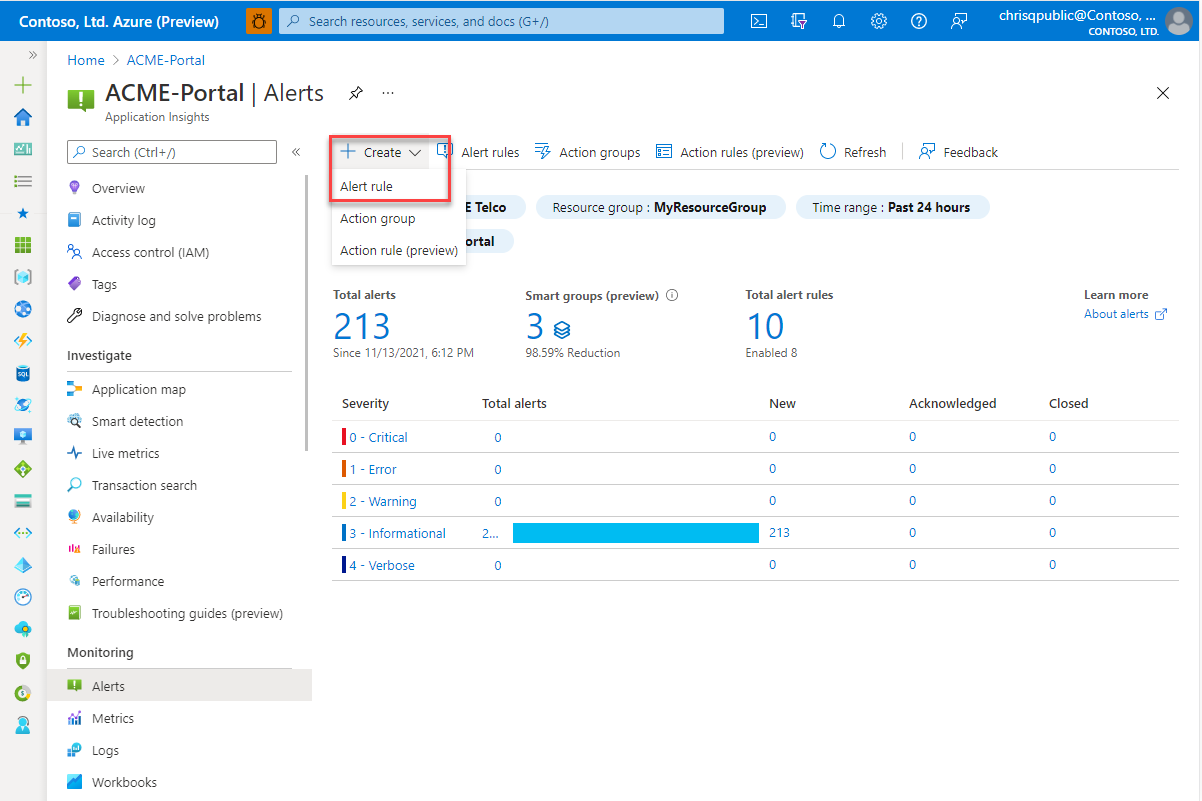 Contoso, Ltd. Azure (Preview)
Search resources, services, and docs (G+/)
chrisqpublic@Contoso, ...
CONTOSO, LTD.
Home > ACME-Portal
ACME-Portal | Alerts
Application Insights
Search (Ctrl+/)
Overview
Activity log
Access control (IAM)
Tags
Diagnose and solve problems
Investigate
Application map
Smart detection
Live metrics
Transaction search
Availability
Failures
Performance
Troubleshooting guides (preview)
Monitoring
Alerts
Metrics
Logs
Workbooks
Create Alert rules Action groups Action rules (preview) Refresh Feedback
Alert rule
Action group
Action rule (preview)
Telco
Resource group : MyResourceGroup
Time range : Past 24 hours
ortal
Total alerts
213
Since 11/13/2021, 6:12 PM
Smart groups (preview)
3
98.59% Reduction
Total alert rules
10
Enabled 8
Learn more
About alerts
Severity Total alerts New Acknowledged Closed
0 - Critical 0 0 0 0
1 - Error 0 0 0 0
2 - Warning 0 0 0 0
3 - Informational 2... 213 0 0
4 - Verbose 0 0 0 0
SQL